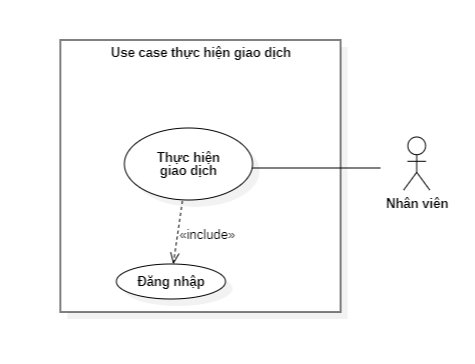 Use case thực hiện giao dịch
Thực hiện
giao dịch
Nhân viên
«include»
Đăng nhập